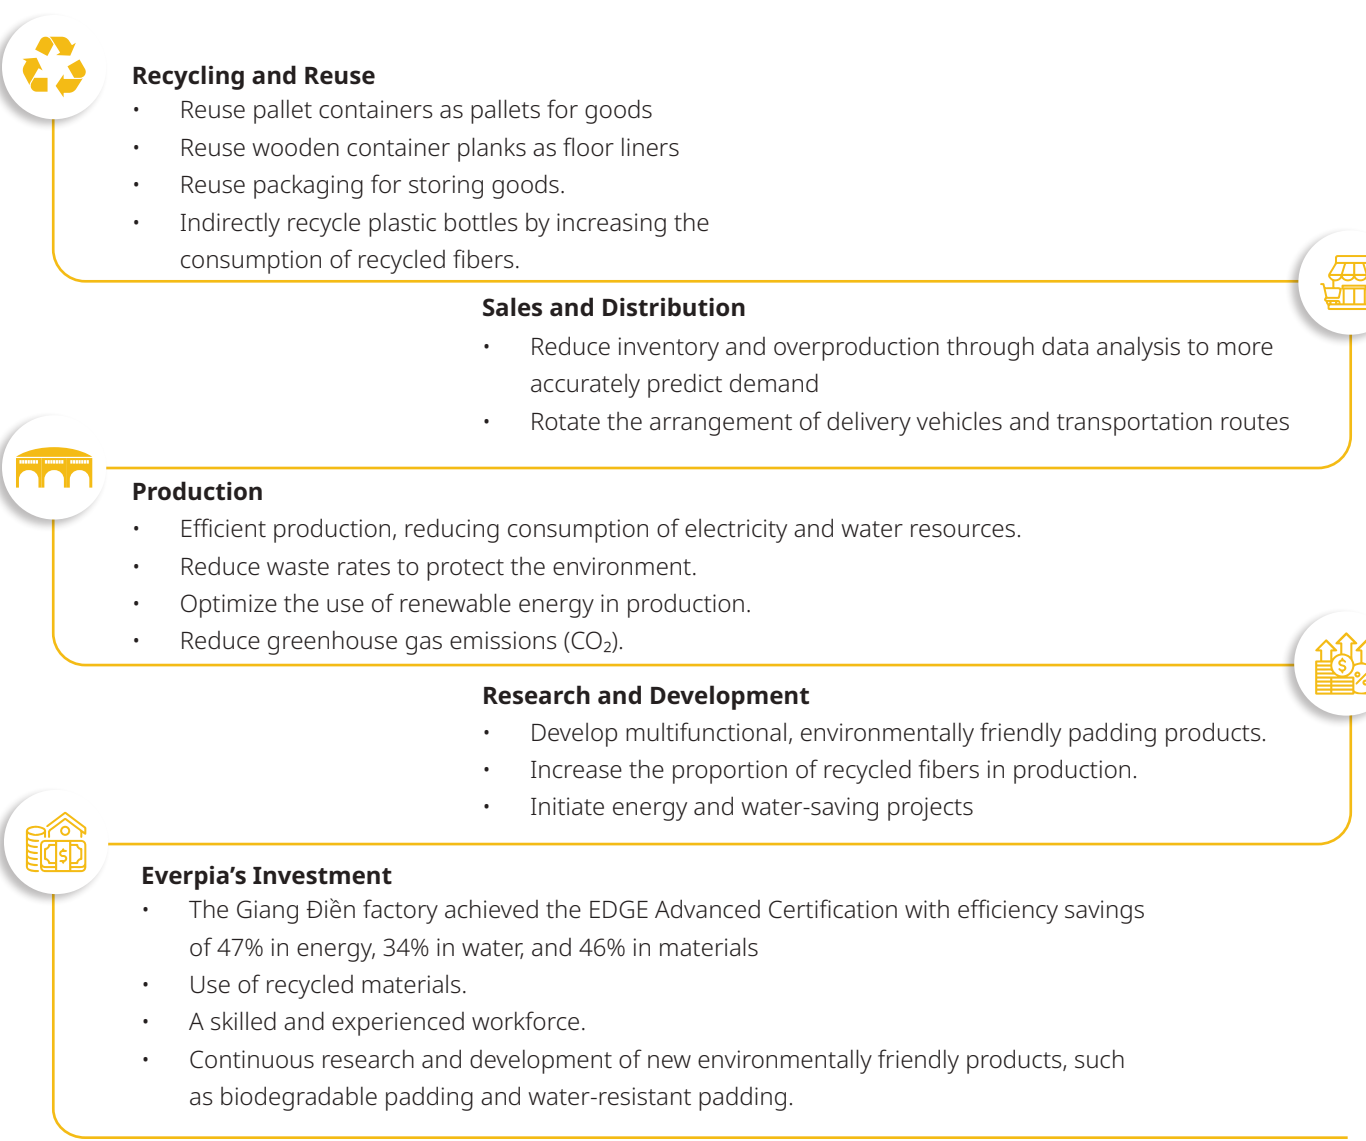 Recycling and Reuse
• Reuse pallet containers as pallets for goods
• Reuse wooden container planks as floor liners
• Reuse packaging for storing goods.
• Indirectly recycle plastic bottles by increasing the
consumption of recycled fibers.
Sales and Distribution
• Reduce inventory and overproduction through data analysis to more
accurately predict demand
• Rotate the arrangement of delivery vehicles and transportation routes
Production
• Efficient production, reducing consumption of electricity and water resources.
• Reduce waste rates to protect the environment.
• Optimize the use of renewable energy in production.
• Reduce greenhouse gas emissions (CO₂).
Research and Development
• Develop multifunctional, environmentally friendly padding products.
• Increase the proportion of recycled fibers in production.
• Initiate energy and water-saving projects
Everpia’s Investment
• The Giang Điền factory achieved the EDGE Advanced Certification with efficiency savings
of 47% in energy, 34% in water, and 46% in materials
• Use of recycled materials.
• A skilled and experienced workforce.
• Continuous research and development of new environmentally friendly products, such
as biodegradable padding and water-resistant padding.